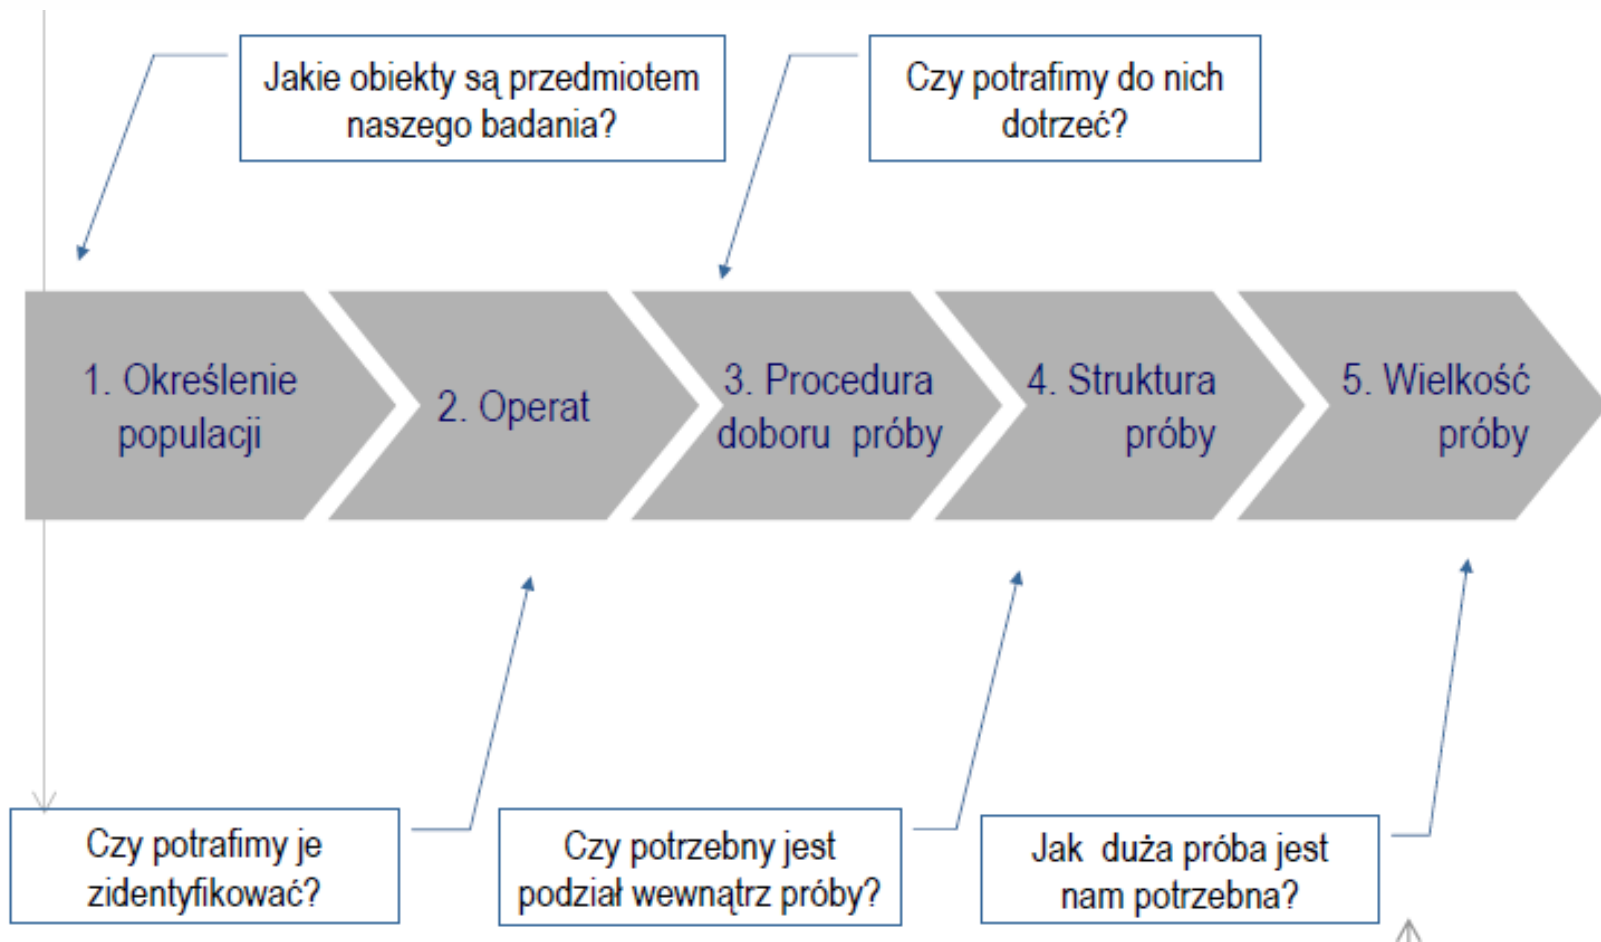 Jakie obiekty są przedmiotem
naszego badania?
Czy potrafimy do nich
dotrzeć?
1. Określenie
populacji
2. Operat
3. Procedura
doboru próby
4. Struktura
próby
5. Wielkość
próby
Czy potrafimy je
zidentyfikować?
Czy potrzebny jest
podział wewnątrz próby?
Jak duża próba jest
nam potrzebna?